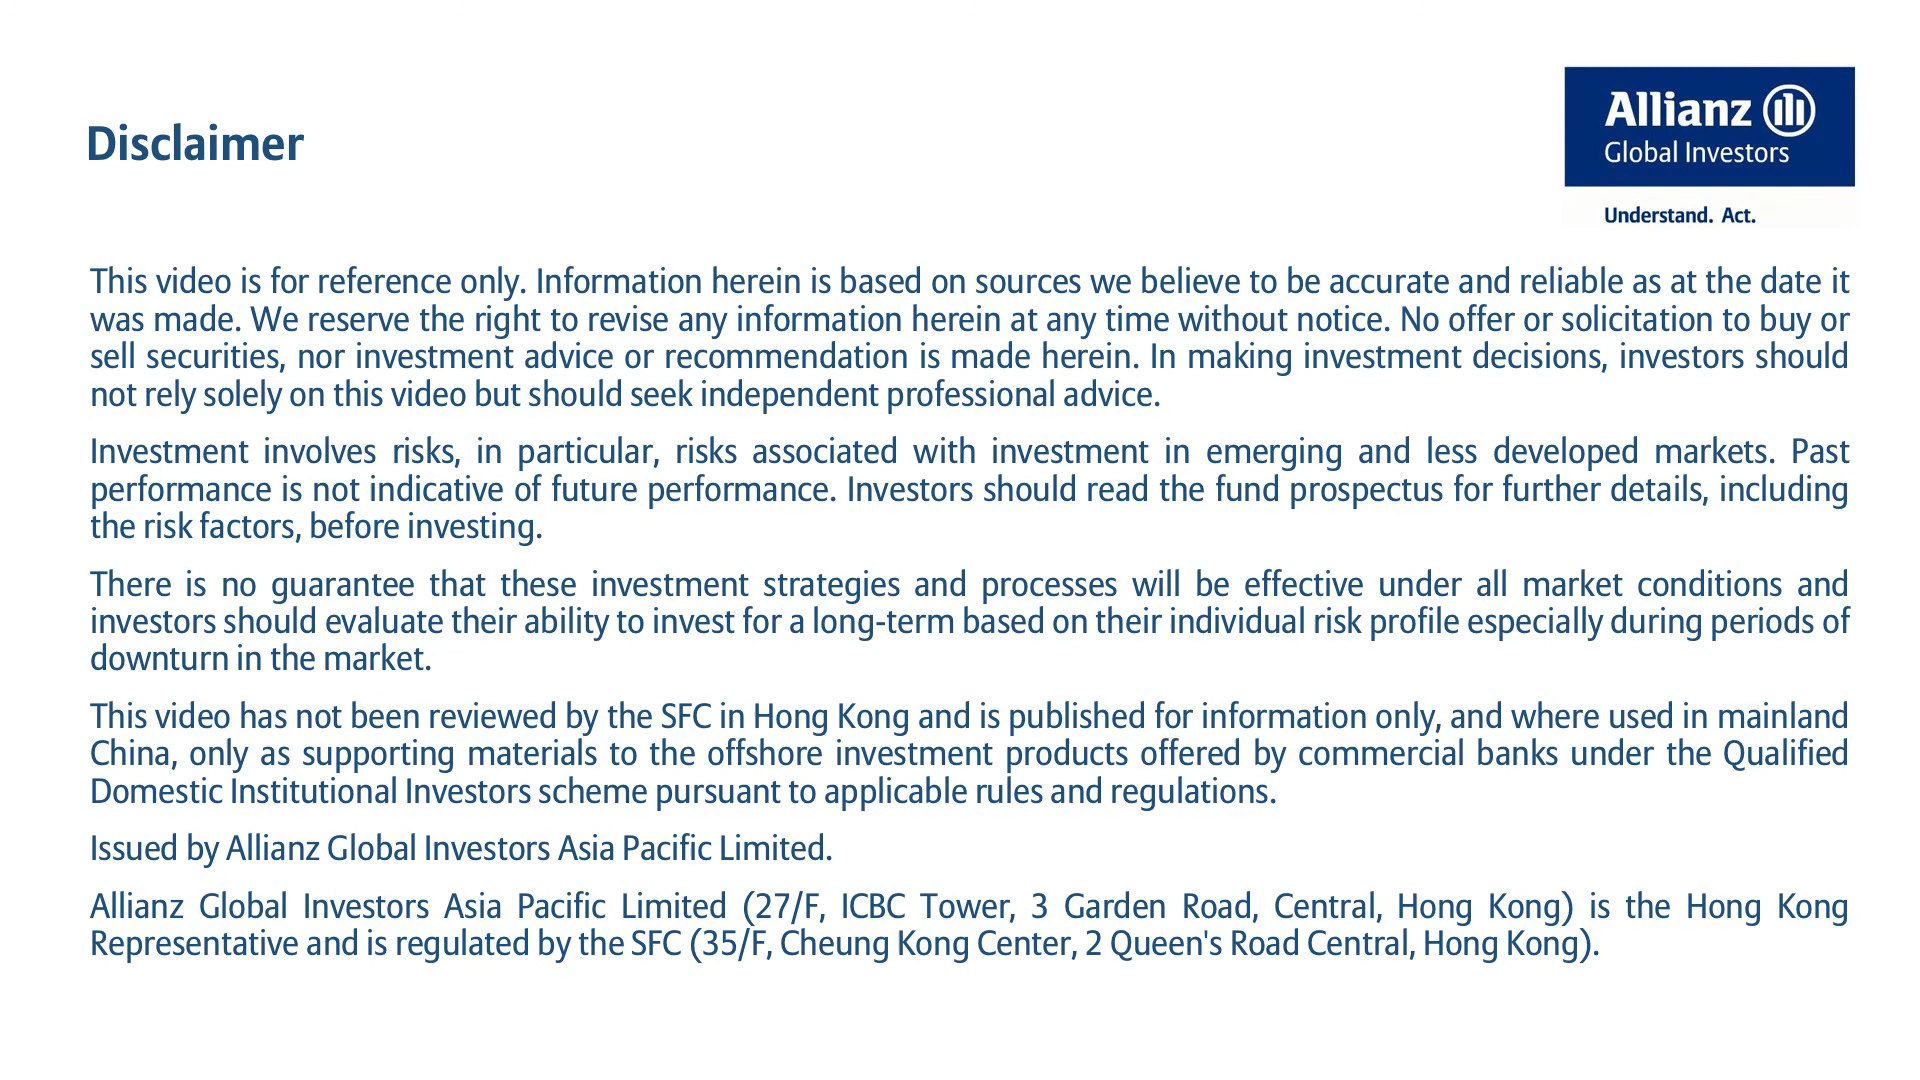 Allianz
Global Investors
Understand. Act.
Disclaimer
This video is for reference only. Information herein is based on sources we believe to be accurate and reliable as at the date it
was made. We reserve the right to revise any information herein at any time without notice. No offer or solicitation to buy or
sell securities, nor investment advice or recommendation is made herein. In making investment decisions, investors should
not rely solely on this video but should seek independent professional advice.
Investment involves risks, in particular, risks associated with investment in emerging and less developed markets. Past
performance is not indicative of future performance. Investors should read the fund prospectus for further details, including
the risk factors, before investing.
There is no guarantee that these investment strategies and processes will be effective under all market conditions and
investors should evaluate their ability to invest for a long-term based on their individual risk profile especially during periods of
downturn in the market.
This video has not been reviewed by the SFC in Hong Kong and is published for information only, and where used in mainland
China, only as supporting materials to the offshore investment products offered by commercial banks under the Qualified
Domestic Institutional Investors scheme pursuant to applicable rules and regulations.
Issued by Allianz Global Investors Asia Pacific Limited.
Allianz Global Investors Asia Pacific Limited (27/F, ICBC Tower, 3 Garden Road, Central, Hong Kong) is the Hong Kong
Representative and is regulated by the SFC (35/F, Cheung Kong Center, 2 Queen's Road Central, Hong Kong).